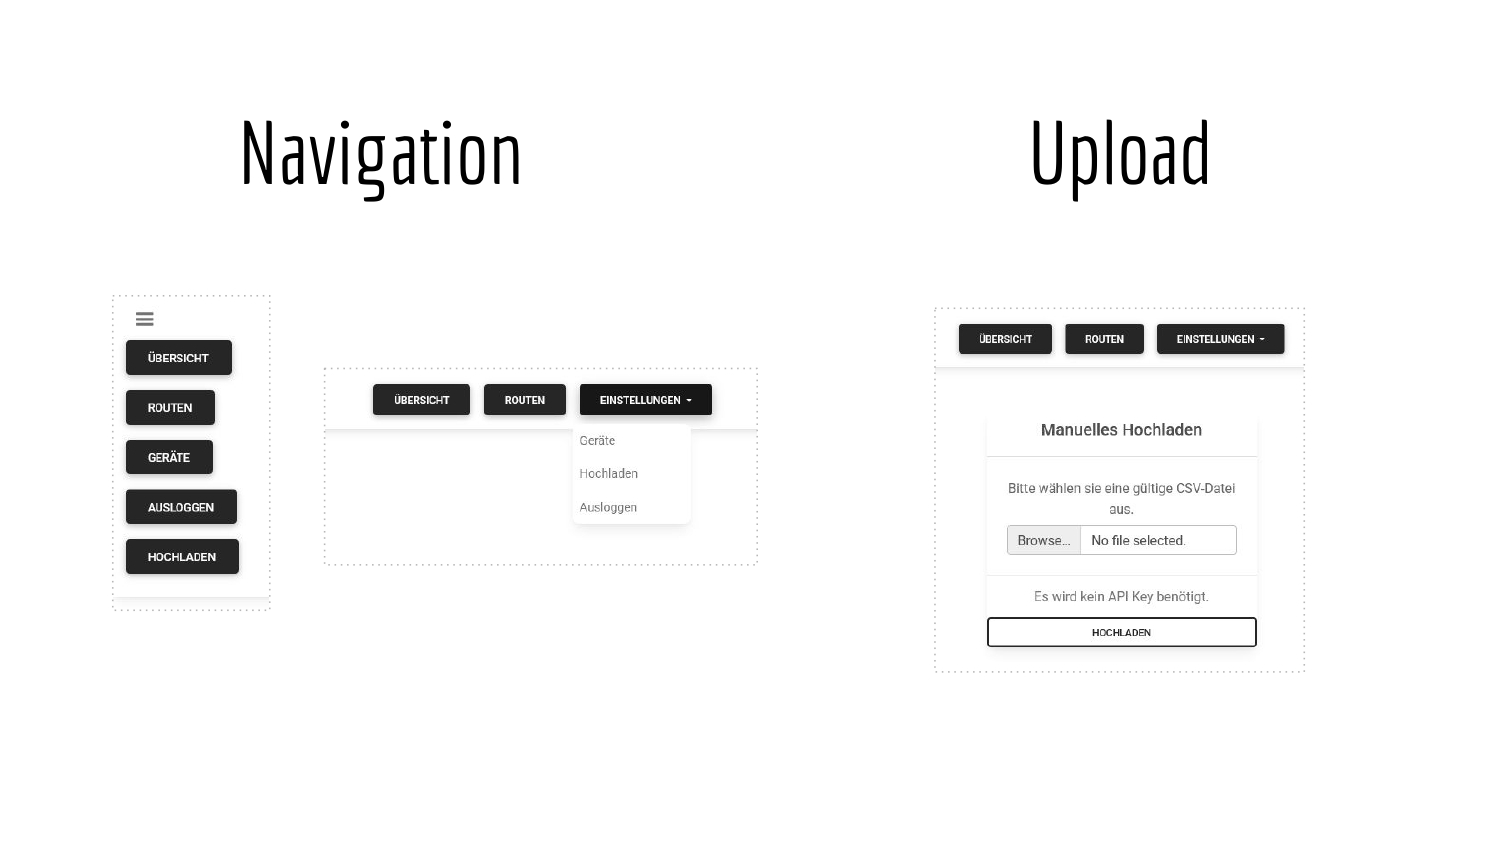 Navigation
Upload
ÜBERSICHT
ROUTEN
GERÄTE
AUSLOGGEN
HOCHLADEN
ÜBERSICHT ROUTEN EINSTELLUNGEN
Geräte
Hochladen
Ausloggen
ÜBERSICHT ROUTEN EINSTELLUNGEN
Manuelles Hochladen
Bitte wählen sie eine gültige CSV-Datei
aus.
Browse... No file selected.
Es wird kein API Key benötigt.
HOCHLADEN